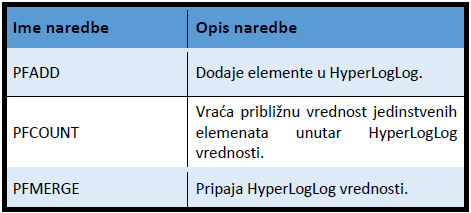 Ime naredbe Opis naredbe
PFADD Dodaje elemente u HyperLogLog.
PFCOUNT Vraća približnu vrednost jedinstvenih
elemenata unutar HyperLogLog
vrednosti.
PFMERGE Pripaja HyperLogLog vrednosti.